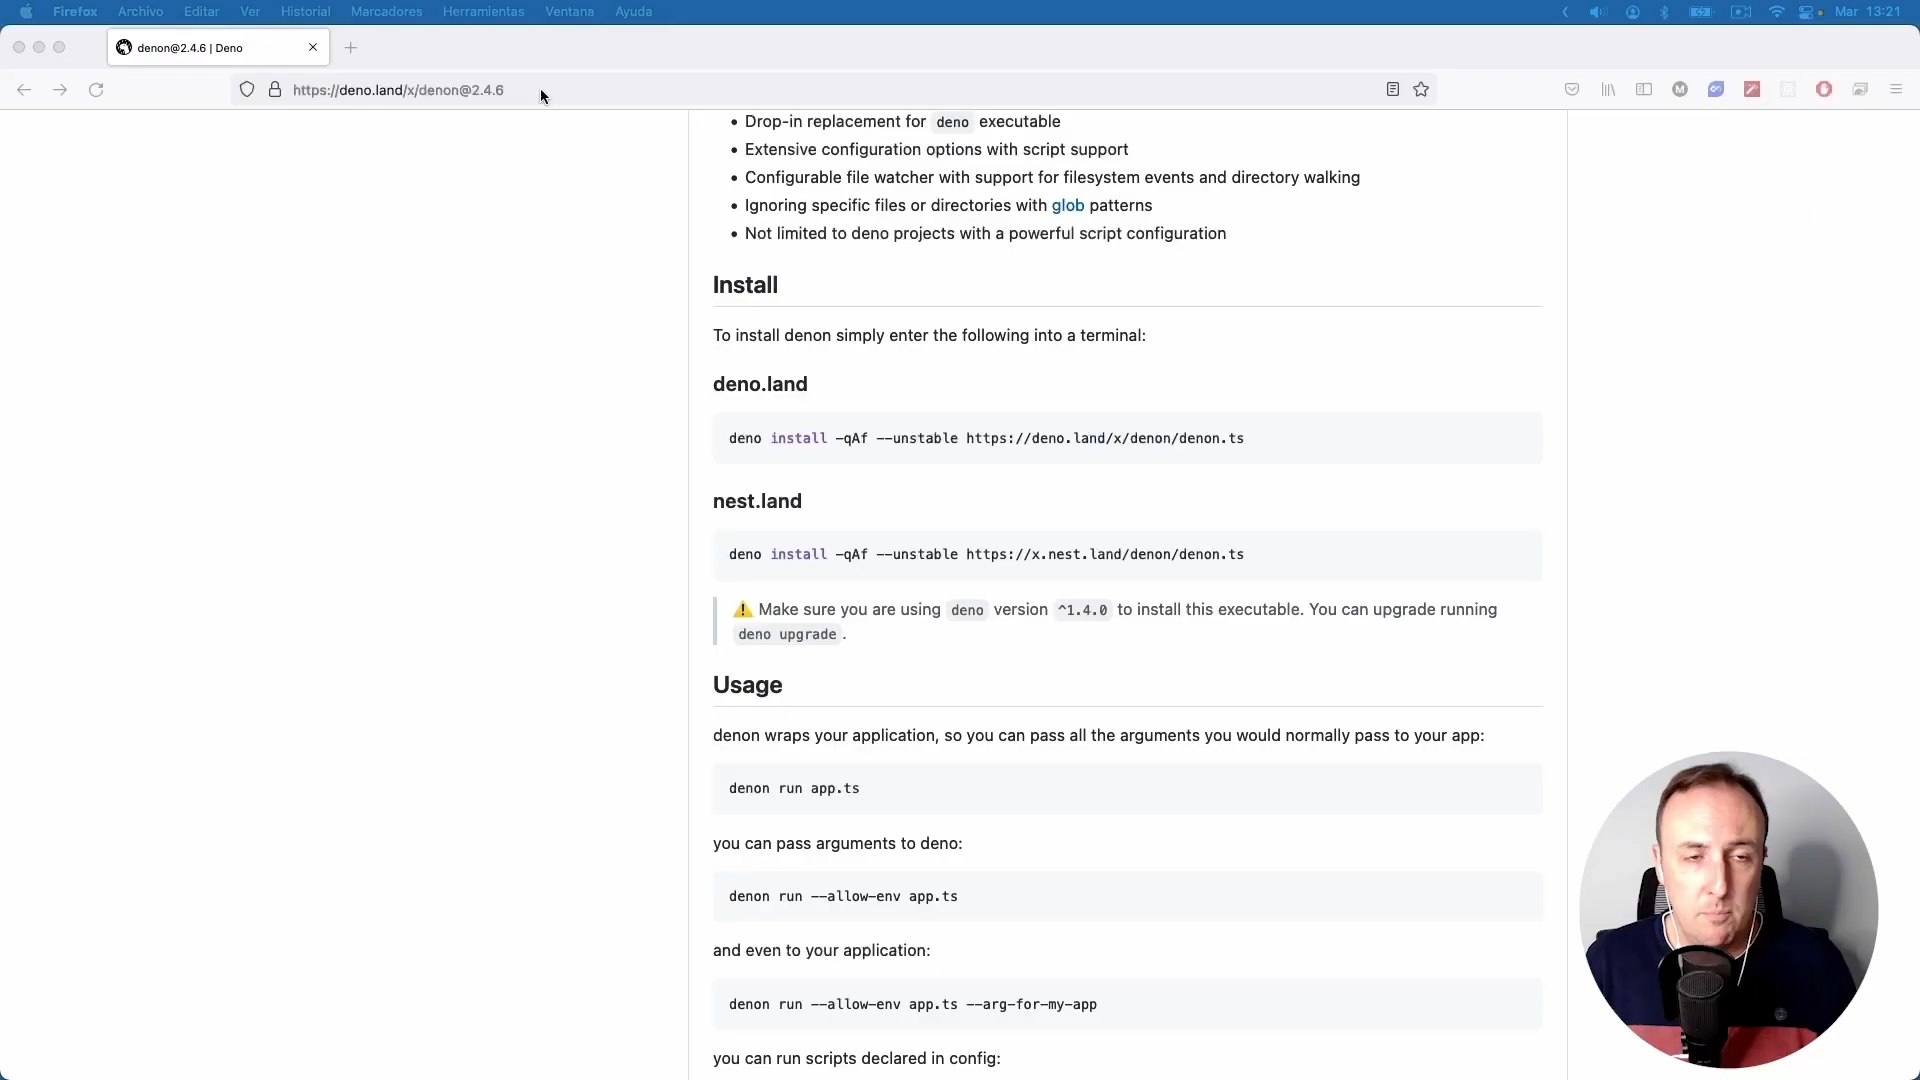 Firefox Archivo Editar Ver Historial Marcadores Herramientas Ventana Ayuda Mar 13:21
denon@2.4.6 | Deno
https://deno.land/x/denon@2.4.6
• Drop-in replacement for deno executable
• Extensive configuration options with script support
• Configurable file watcher with support for filesystem events and directory walking
• Ignoring specific files or directories with glob patterns
• Not limited to deno projects with a powerful script configuration
Install
To install denon simply enter the following into a terminal:
deno.land
deno install -qAf --unstable https://deno.land/x/denon/denon.ts
nest.land
deno install -qAf --unstable https://x.nest.land/denon/denon.ts
⚠️ Make sure you are using deno version ^1.4.0 to install this executable. You can upgrade running
deno upgrade.
Usage
denon wraps your application, so you can pass all the arguments you would normally pass to your app:
denon run app.ts
you can pass arguments to deno:
denon run --allow-env app.ts
and even to your application:
denon run --allow-env app.ts --arg-for-my-app
you can run scripts declared in config: